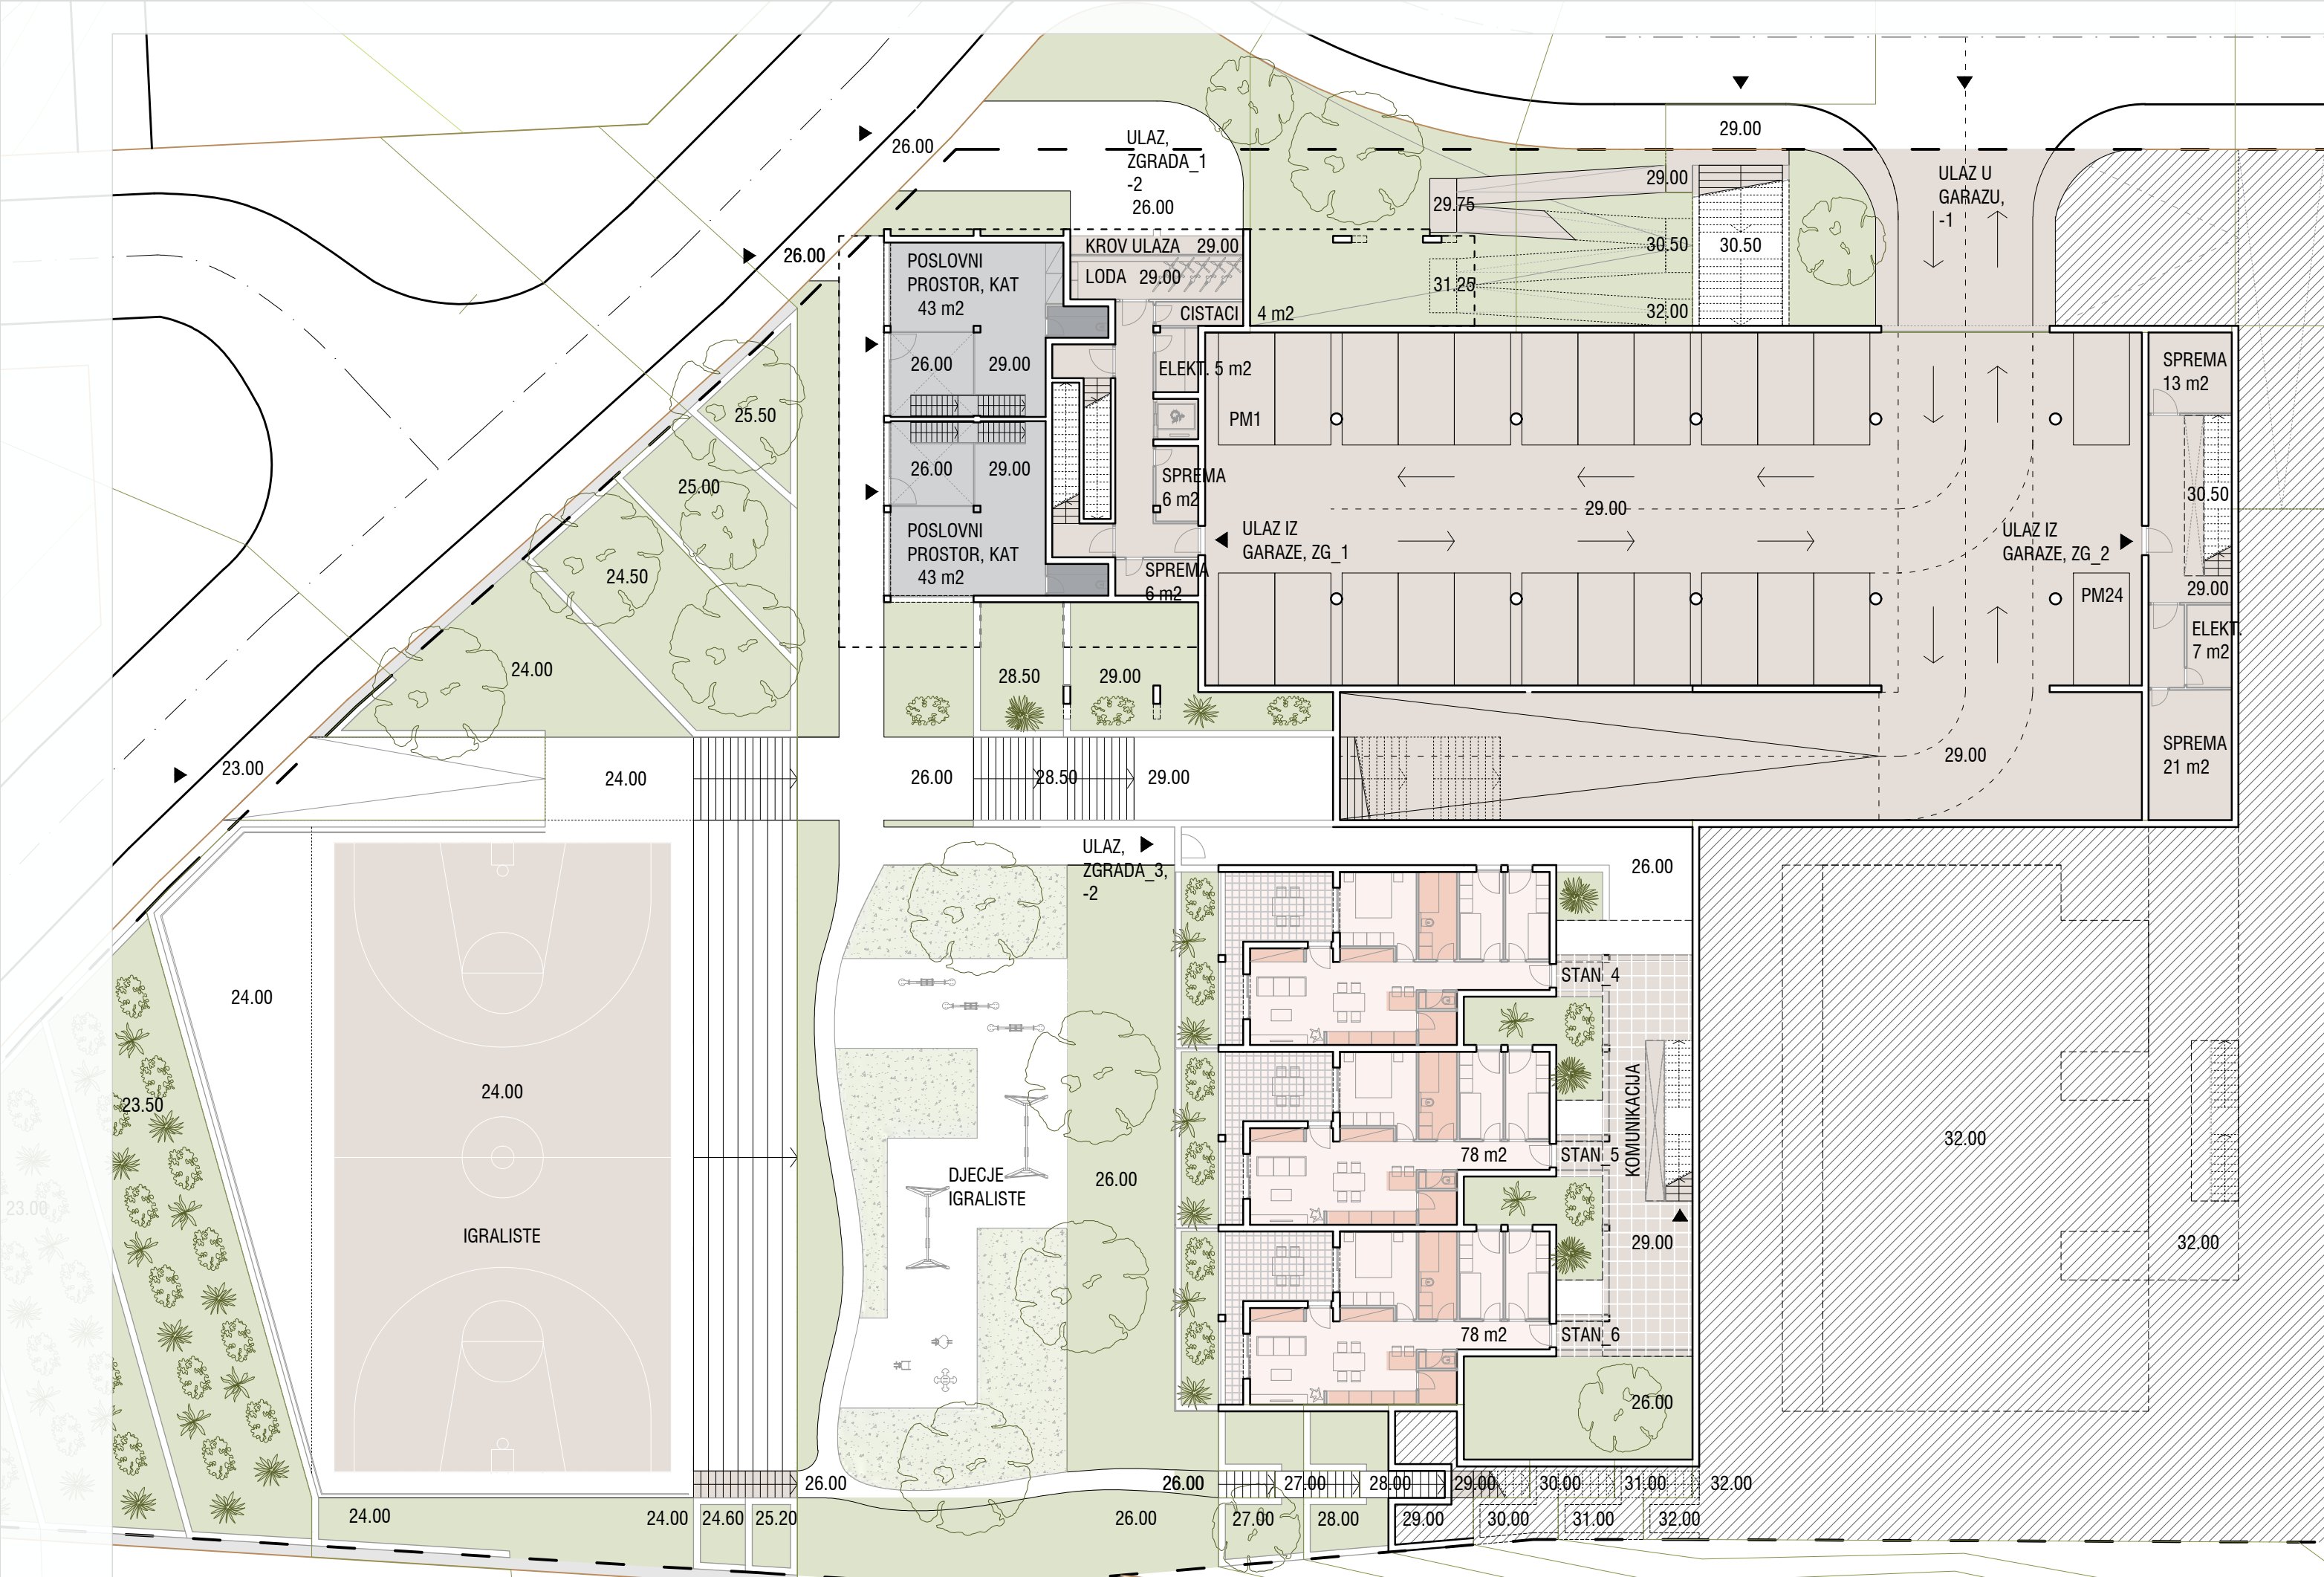 29.00
26.00
ULAZ,
ZGRADA_1
-2
26.00
ULAZ U
GARAZU,
-1
29.00
29.75
30.50
30.50
31.25
32.00
26.00
KROV ULAZA 29.00
LODA 29.00
CISTACI 4 m2
POSLOVNI
PROSTOR, KAT
43 m2
26.00
29.00
ELEKT. 5 m2
SPREMA
13 m2
PM1
25.50
25.00
26.00
29.00
SPREMA
6 m2
30.50
29.00
ULAZ IZ
GARAZE, ZG_1
ULAZ IZ
GARAZE, ZG_2
POSLOVNI
PROSTOR, KAT
43 m2
SPREMA
6 m2
24.50
29.00
PM24
ELEKT.
7 m2
24.00
28.50
29.00
SPREMA
21 m2
29.00
23.00
24.00
26.00
28.50
29.00
ULAZ,
ZGRADA_3,
-2
26.00
STAN_4
24.00
24.00
23.50
23.00
DJECJE
IGRALISTE
26.00
78 m2
STAN_5
KOMUNIKACIJA
32.00
IGRALISTE
29.00
32.00
78 m2
STAN_6
26.00
26.00
26.00
27.00
28.00
29.00
30.00
31.00
32.00
24.00
24.00
24.60
25.20
26.00
27.00
28.00
29.00
30.00
31.00
32.00